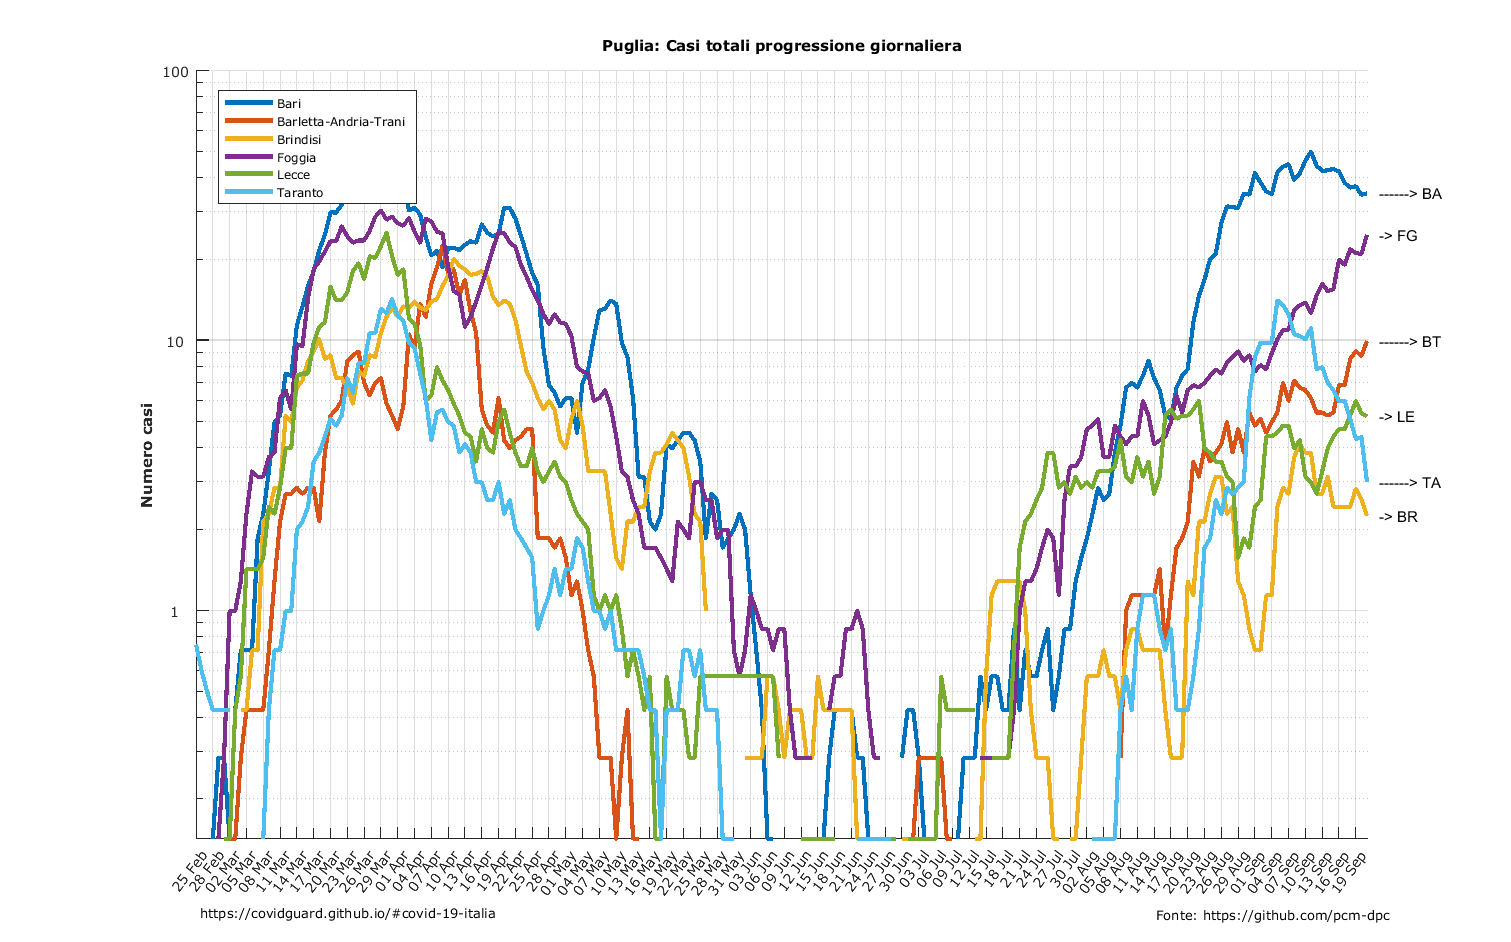 Puglia: Casi totali progressione giornaliera
100
10
1
Numero casi
Bari
Barletta-Andria-Trani
Brindisi
Foggia
Lecce
Taranto
------> BA
-> FG
------> BT
-> LE
------> TA
-> BR
25 Feb
28 Feb
02 Mar
05 Mar
08 Mar
11 Mar
14 Mar
17 Mar
20 Mar
23 Mar
26 Mar
29 Mar
01 Apr
04 Apr
07 Apr
10 Apr
13 Apr
16 Apr
19 Apr
22 Apr
25 Apr
28 Apr
01 May
04 May
07 May
10 May
13 May
16 May
19 May
22 May
25 May
28 May
31 May
03 Jun
06 Jun
09 Jun
12 Jun
15 Jun
18 Jun
21 Jun
24 Jun
27 Jun
30 Jun
03 Jul
06 Jul
09 Jul
12 Jul
15 Jul
18 Jul
21 Jul
24 Jul
27 Jul
30 Jul
02 Aug
05 Aug
08 Aug
11 Aug
14 Aug
17 Aug
20 Aug
23 Aug
26 Aug
29 Aug
01 Sep
04 Sep
07 Sep
10 Sep
13 Sep
16 Sep
19 Sep
https://covidguard.github.io/#covid-19-italia
Fonte: https://github.com/pcm-dpc